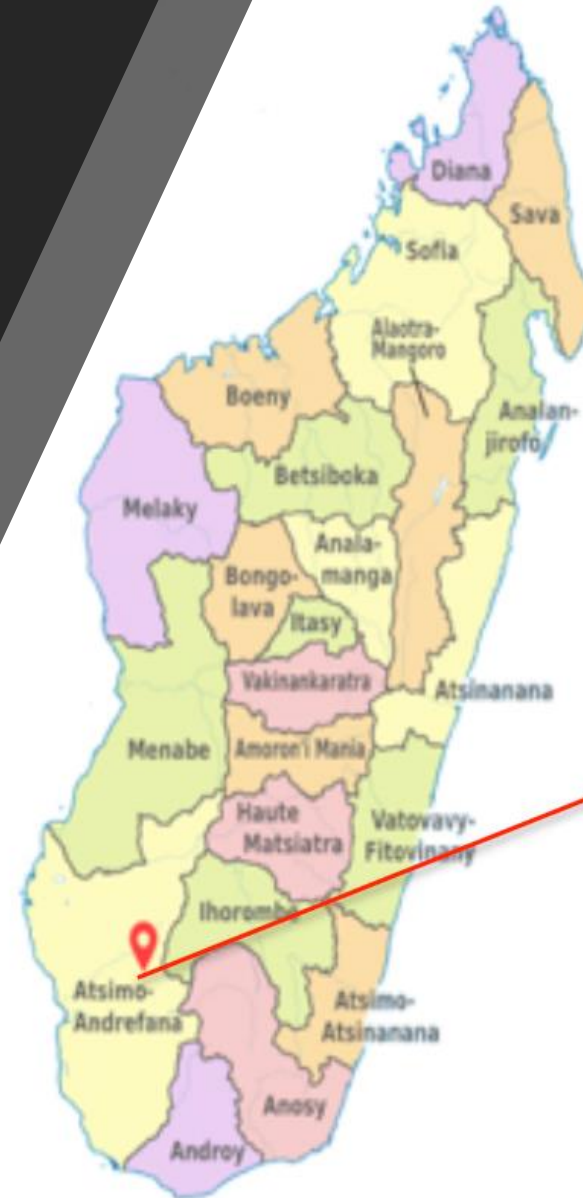 Diana
Sava
Sofia
Alaotra-
Mangoro
Boeny
Analan-
jirofo
Betsiboka
Melaky
Anala-
manga
Bongo-
lava
Itasy
Vakinankaratra
Atsinanana
Menabe
Amoron'i Mania
Haute
Matsiatra
Vatovavy-
Fitovinany
Ihorombe
Atsimo-
Andrefana
Atsimo-
Atsinanana
Anosy
Androy